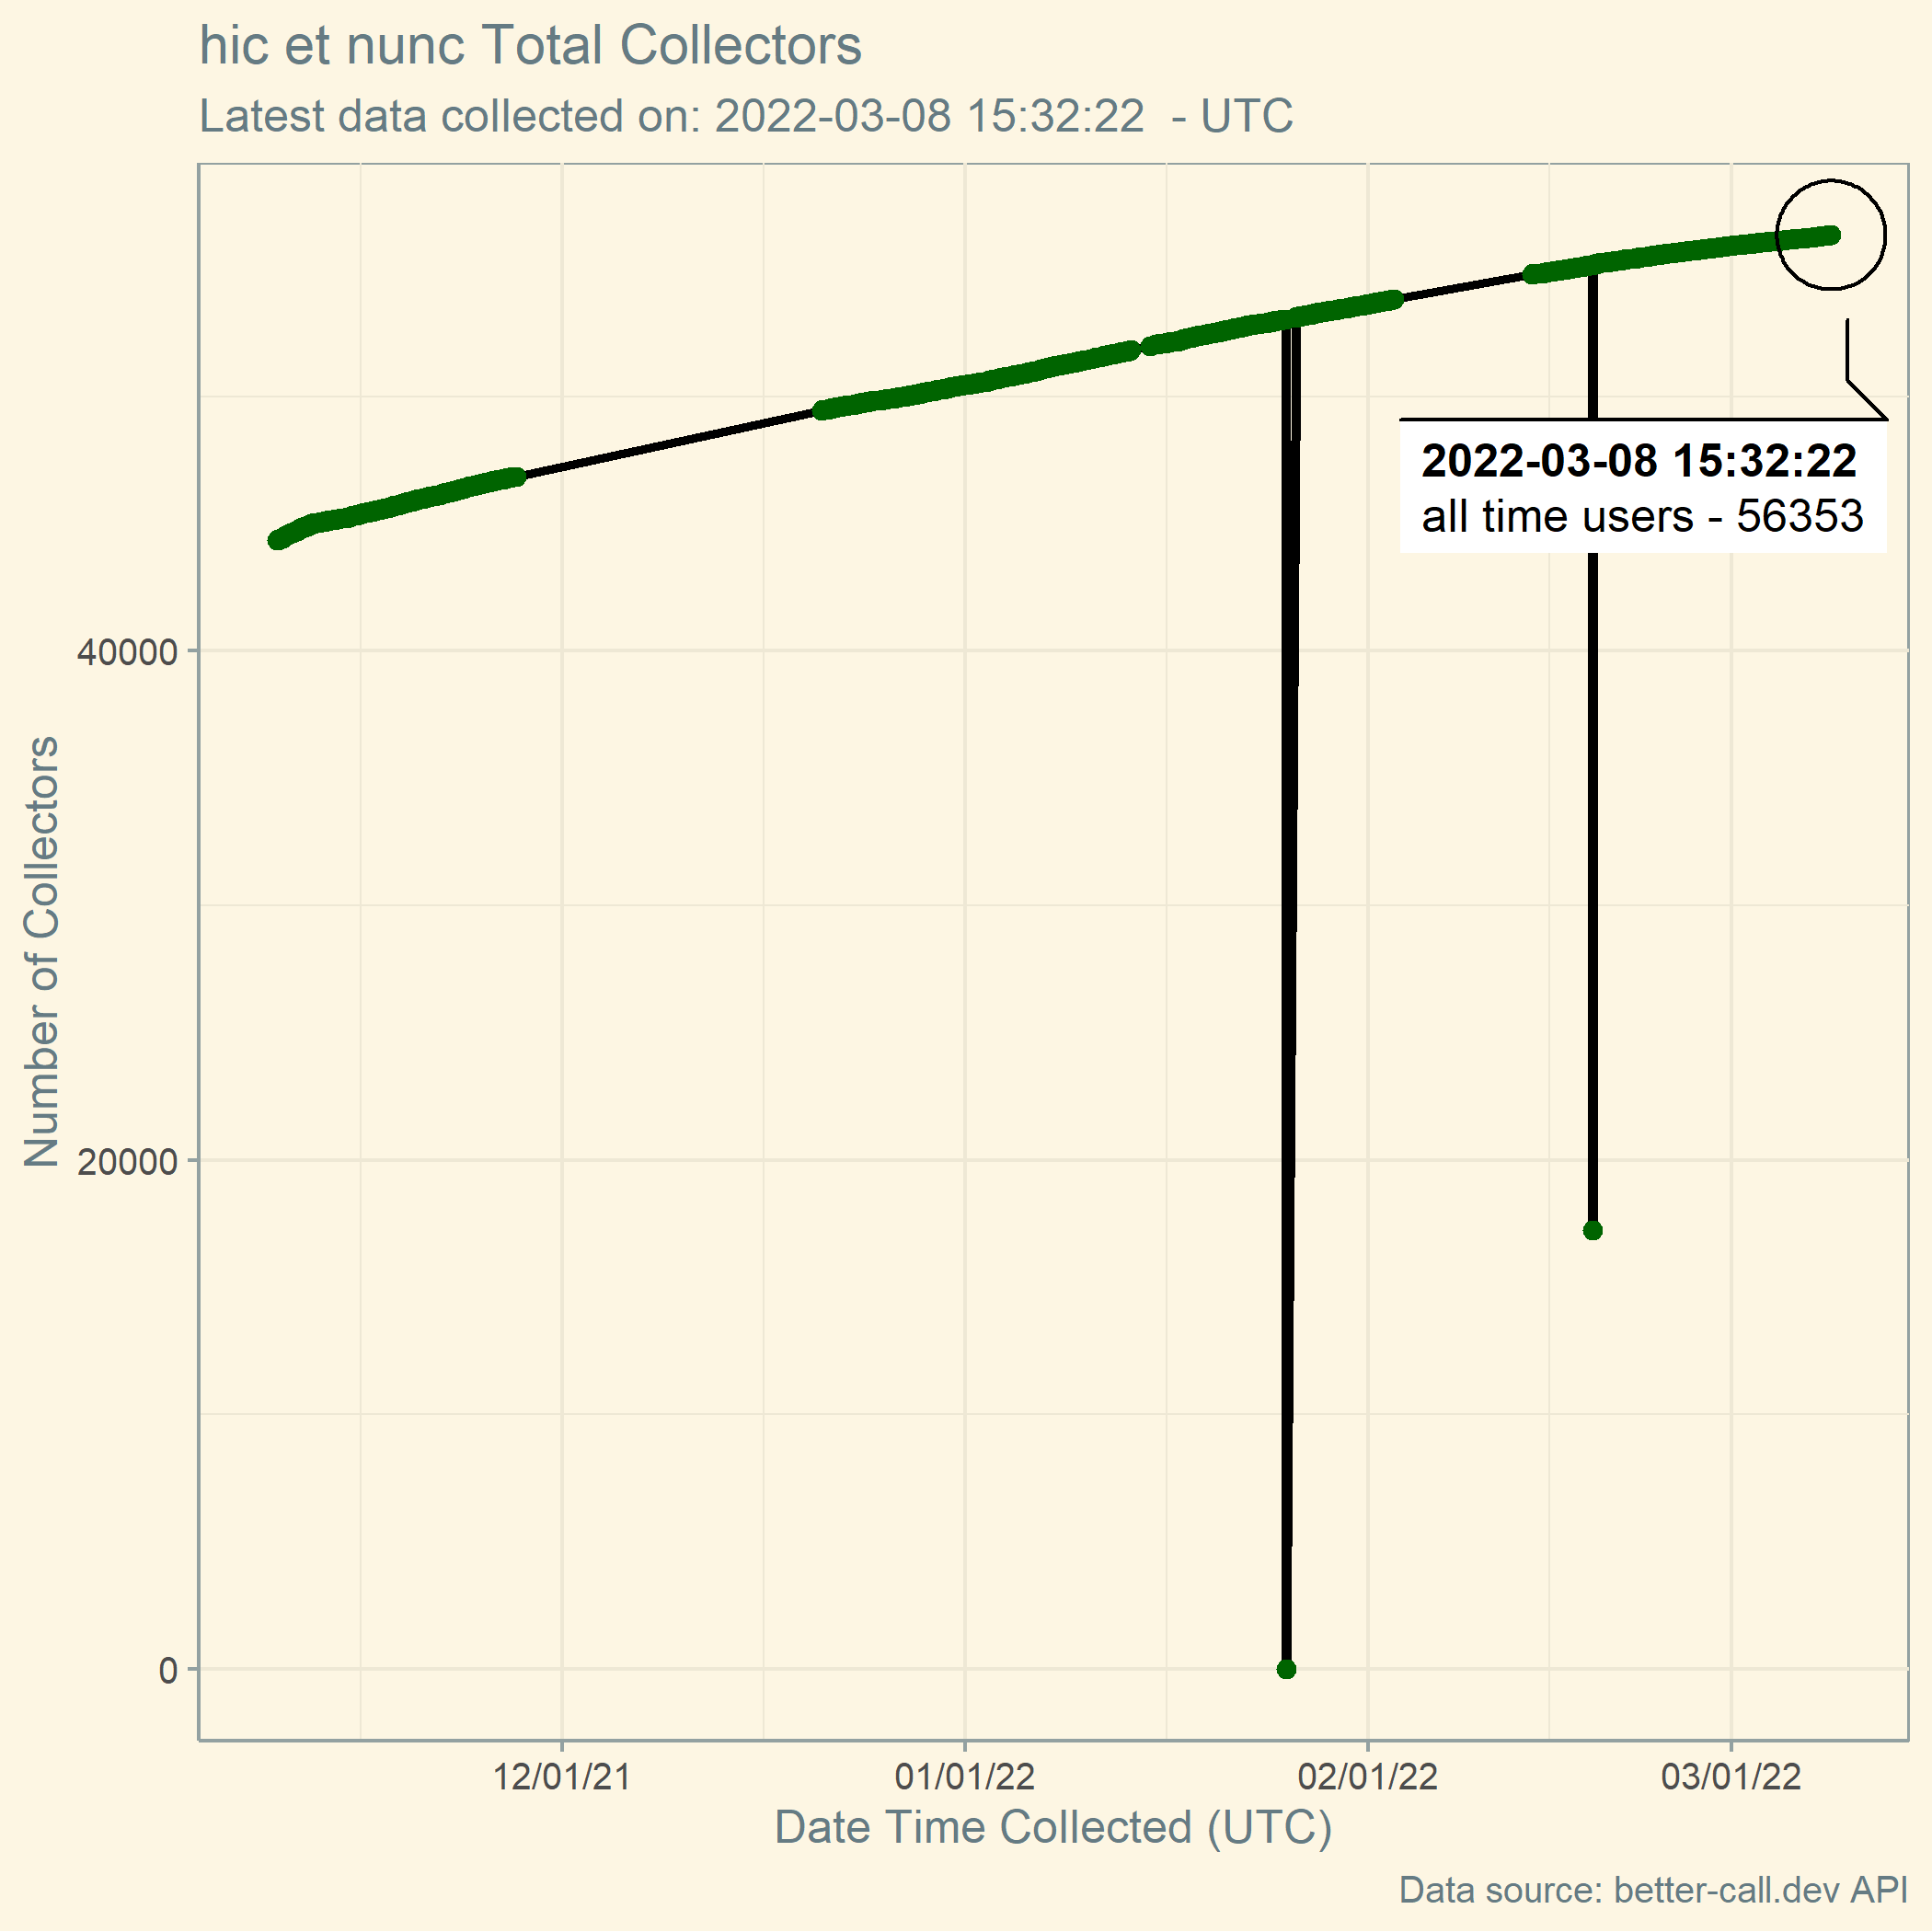 hic et nunc Total Collectors
Latest data collected on: 2022-03-08 15:32:22  - UTC
2022-03-08 15:32:22
all time users - 56353
Number of Collectors
40000
20000
0
12/01/21 01/01/22 02/01/22 03/01/22
Date Time Collected (UTC)
Data source: better-call.dev API